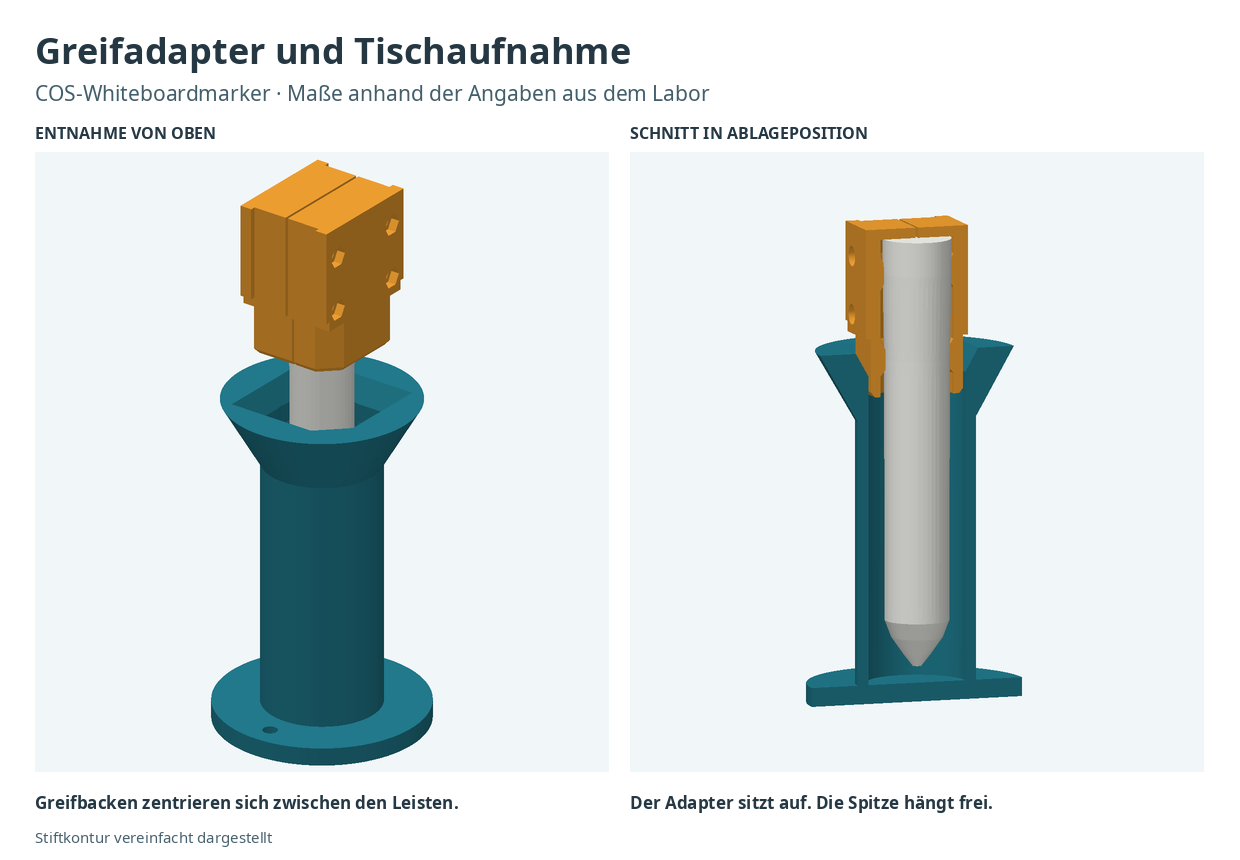 Greifadapter und Tischaufnahme
COS-Whiteboardmarker · Maße anhand der Angaben aus dem Labor
ENTNAHME VON OBEN
SCHNITT IN ABLAGEPOSITION
Greifbacken zentrieren sich zwischen den Leisten.
Der Adapter sitzt auf. Die Spitze hängt frei.
Stiftkontur vereinfacht dargestellt